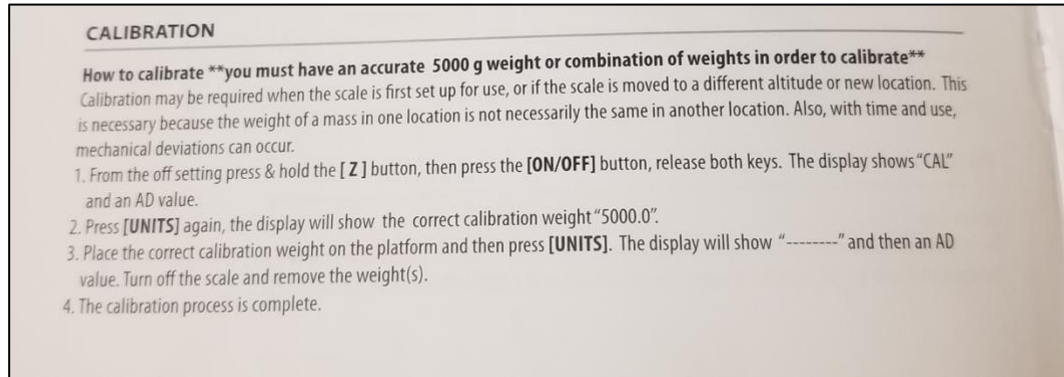 CALIBRATION
How to calibrate **you must have an accurate 5000 g weight or combination of weights in order to calibrate**
Calibration may be required when the scale is first set up for use, or if the scale is moved to a different altitude or new location. This
is necessary because the weight of a mass in one location is not necessarily the same in another location. Also, with time and use,
mechanical deviations can occur.
1. From the off setting press & hold the [ Z ] button, then press the [ON/OFF] button, release both keys. The display shows “CAL”
and an AD value.
2. Press [UNITS] again, the display will show the correct calibration weight “5000.0”.
3. Place the correct calibration weight on the platform and then press [UNITS]. The display will show “--------” and then an AD
value. Turn off the scale and remove the weight(s).
4. The calibration process is complete.